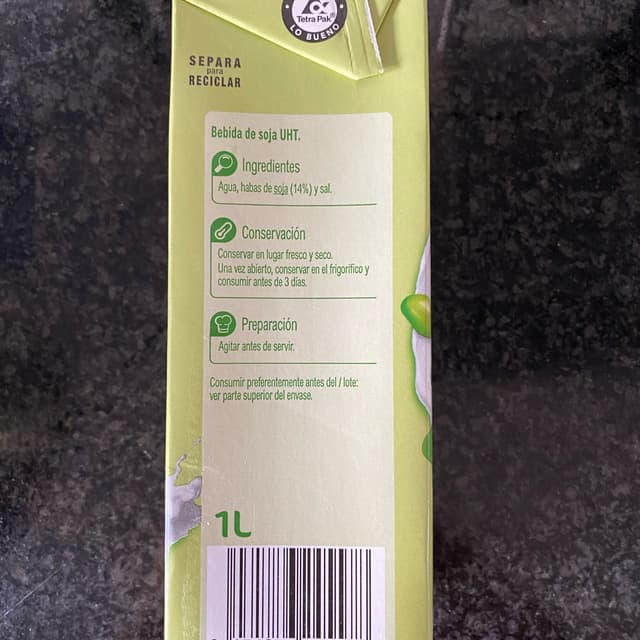 Tetra Pak®
LO BUENO
SEPARA
para
RECICLAR
Bebida de soja UHT.
Ingredientes
Agua, habas de soja (14%) y sal.
Conservación
Conservar en lugar fresco y seco.
Una vez abierto, conservar en el frigorífico y
consumir antes de 3 días.
Preparación
Agitar antes de servir.
Consumir preferentemente antes del / lote:
ver parte superior del envase.
1L